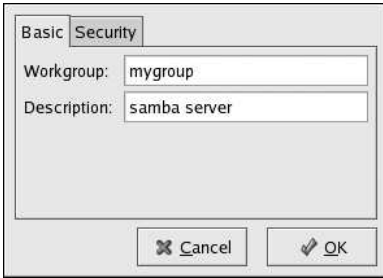 Basic Security
Workgroup: mygroup
Description: samba server
Cancel OK